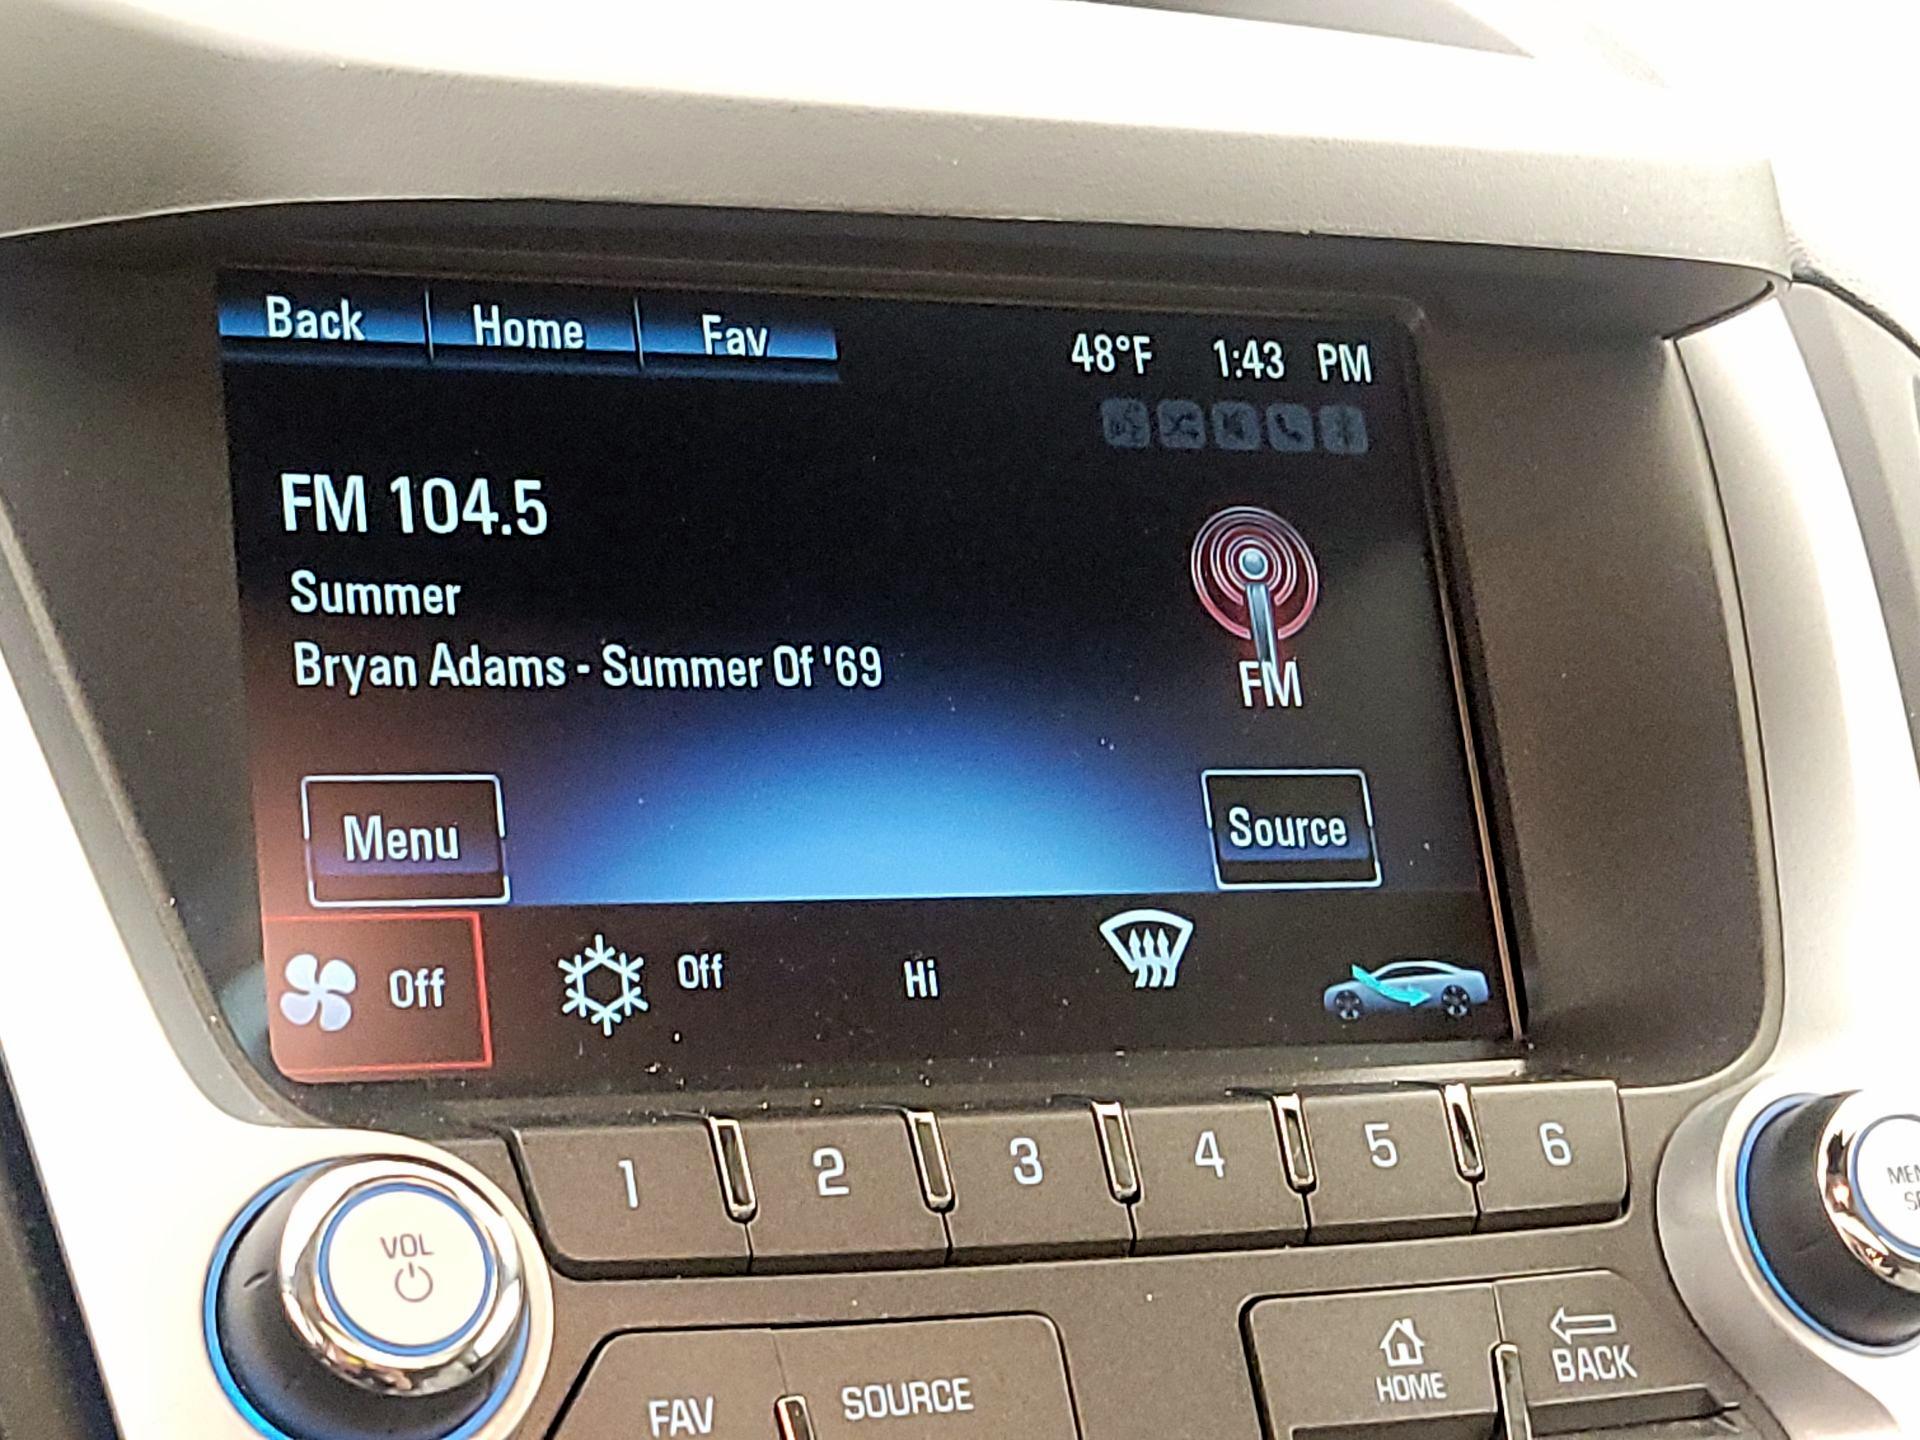 Back Home Fav
48°F 1:43 PM
FM 104.5
Summer
Bryan Adams - Summer Of '69
FM
Menu
Source
Off
Off
Hi
1 2 3 4 5 6
VOL
FAV
SOURCE
HOME
BACK